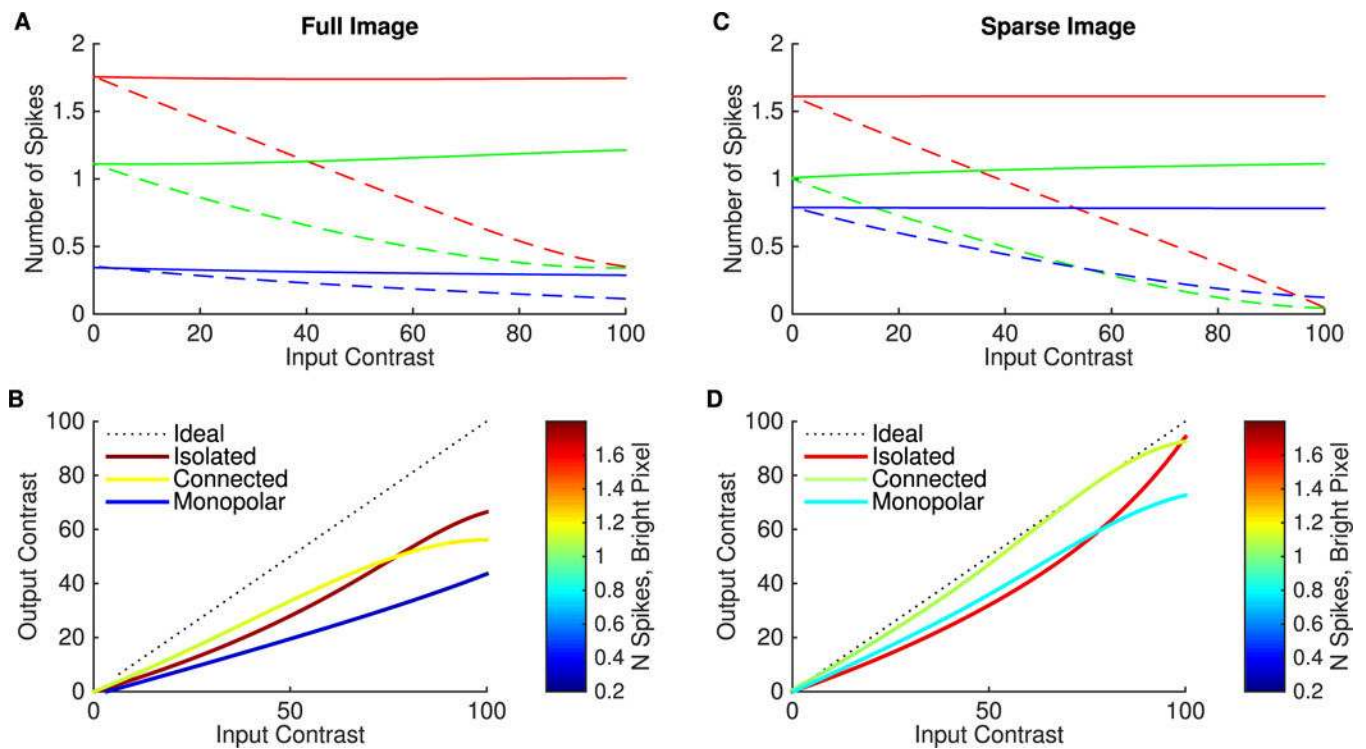 A
Full Image
2
1.5
1
0.5
0
Number of Spikes
0 20 40 60 80 100
Input Contrast
C
Sparse Image
2
1.5
1
0.5
0
Number of Spikes
0 20 40 60 80 100
Input Contrast
B
100
80
60
40
20
0
Output Contrast
Ideal
Isolated
Connected
Monopolar
0 50 100
Input Contrast
1.6
1.4
1.2
1
0.8
0.6
0.4
0.2
N Spikes, Bright Pixel
D
100
80
60
40
20
0
Output Contrast
Ideal
Isolated
Connected
Monopolar
0 50 100
Input Contrast
1.6
1.4
1.2
1
0.8
0.6
0.4
0.2
N Spikes, Bright Pixel